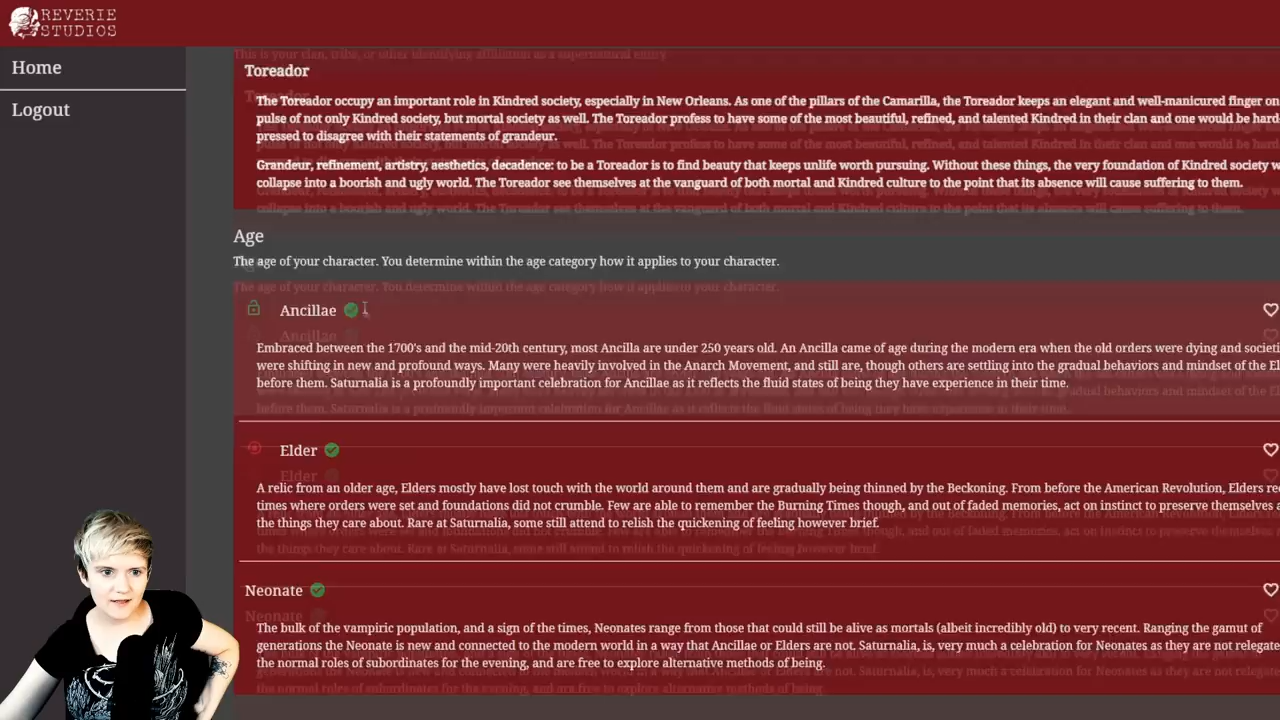 REVERIE
STUDIOS
Home
Logout
This is your clan, tribe, or other identifying affiliation as a supernatural entity.
Toreador
The Toreador occupy an important role in Kindred society, especially in New Orleans. As one of the pillars of the Camarilla, the Toreador keeps an elegant and well-manicured finger on
pulse of not only Kindred society, but mortal society as well. The Toreador profess to have some of the most beautiful, refined, and talented Kindred in their clan and one would be hard-
pressed to disagree with their statements of grandeur.
Grandeur, refinement, artistry, aesthetics, decadence: to be a Toreador is to find beauty that keeps unlife worth pursuing. Without these things, the very foundation of Kindred society w
collapse into a boorish and ugly world. The Toreador see themselves at the vanguard of both mortal and Kindred culture to the point that its absence will cause suffering to them.
Age
The age of your character. You determine within the age category how it applies to your character.
Ancillae
Embraced between the 1700's and the mid-20th century, most Ancilla are under 250 years old. An Ancilla came of age during the modern era when the old orders were dying and societi
were shifting in new and profound ways. Many were heavily involved in the Anarch Movement, and still are, though others are settling into the gradual behaviors and mindset of the El
before them. Saturnalia is a profoundly important celebration for Ancillae as it reflects the fluid states of being they have experience in their time.
Elder
A relic from an older age, Elders mostly have lost touch with the world around them and are gradually being thinned by the Beckoning. From before the American Revolution, Elders rec
times where orders were set and foundations did not crumble. Few are able to remember the Burning Times though, and out of faded memories, act on instinct to preserve themselves a
the things they care about. Rare at Saturnalia, some still attend to relish the quickening of feeling however brief.
Neonate
The bulk of the vampiric population, and a sign of the times, Neonates range from those that could still be alive as mortals (albeit incredibly old) to very recent. Ranging the gamut of
generations the Neonate is new and connected to the modern world in a way that Ancillae or Elders are not. Saturnalia, is, very much a celebration for Neonates as they are not relegate
the normal roles of subordinates for the evening, and are free to explore alternative methods of being.